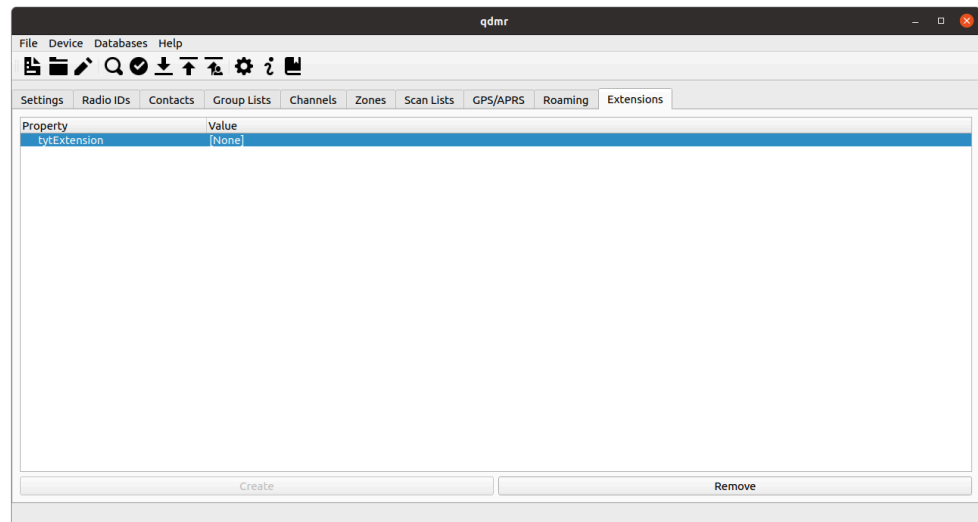 qdmr
File Device Databases Help
Settings Radio IDs Contacts Group Lists Channels Zones Scan Lists GPS/APRS Roaming Extensions
Property Value
tytExtension [None]
Create Remove